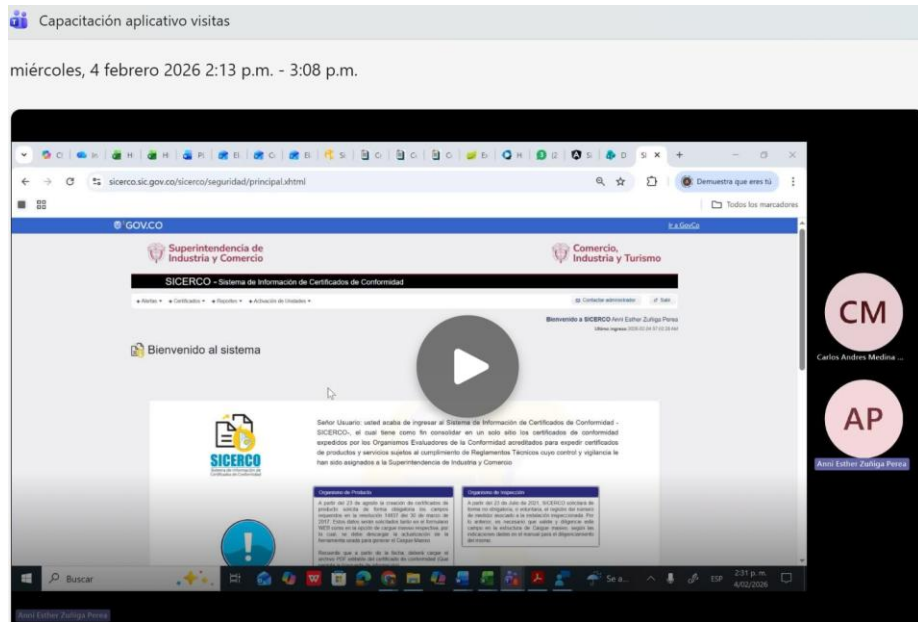 Capacitación aplicativo visitas
miércoles, 4 febrero 2026 2:13 p.m. - 3:08 p.m.
sicerco.sic.gov.co/sicerco/seguridad/principal.xhtml
Demuestra que eres tú
Todos los marcadores
GOV.CO
Ir a GovCo
Superintendencia de
Industria y Comercio
Comercio,
Industria y Turismo
SICERCO - Sistema de Información de Certificados de Conformidad
Alertas
Certificados
Reportes
Activación de Unidades
Contactar administrador
Salir
Bienvenido a SICERCO Anni Esther Zuñiga Perea
Bienvenido al sistema
Señor Usuario: usted acaba de ingresar al Sistema de Información de Certificados de Conformidad -
SICERCO-, el cual tiene como fin consolidar en un solo sitio los certificados de conformidad
expedidos por los Organismos Evaluadores de la Conformidad acreditados para expedir certificados
de productos y servicios sujetos al cumplimiento de Reglamentos Técnicos cuyo control y vigilancia le
han sido asignados a la Superintendencia de Industria y Comercio
SICERCO
Organismo de Producto
Organismo de Inspección
CM
Carlos Andres Medina ...
AP
Anni Esther Zuñiga Perea
Buscar
ESP
2:31 p. m.
4/02/2026
Anni Esther Zuñiga Perea